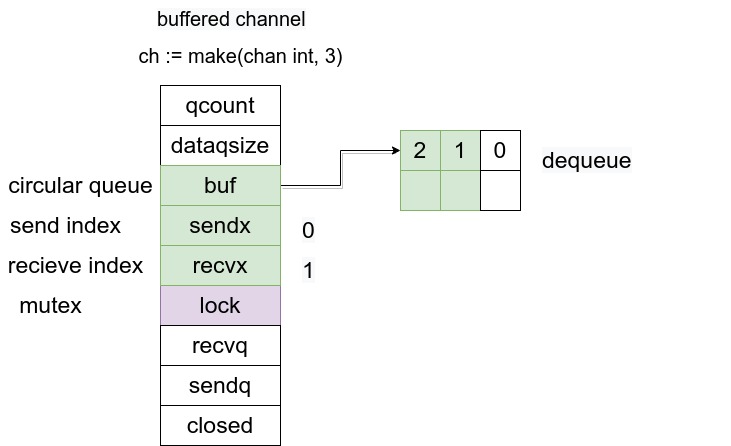 buffered channel
ch := make(chan int, 3)
qcount
dataqsize
circular queue buf
send index sendx 0
recieve index recvx 1
mutex lock
recvq
sendq
closed
2 1 0
dequeue